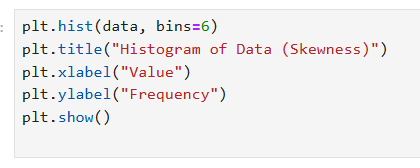 plt.hist(data, bins=6)
plt.title("Histogram of Data (Skewness)")
plt.xlabel("Value")
plt.ylabel("Frequency")
plt.show()